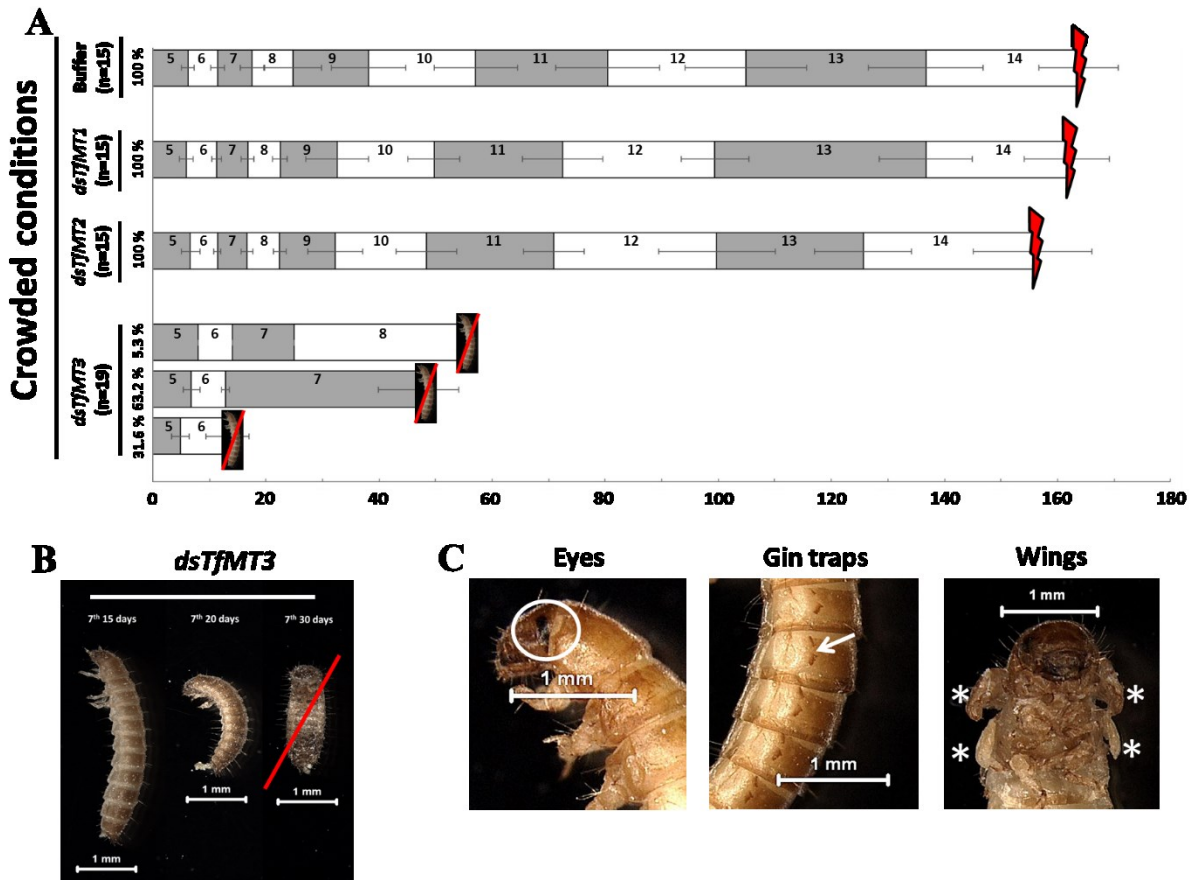 A
Crowded conditions
Buffer
(n=15)
100 %
5 6 7 8 9 10 11 12 13 14
dsTfMT1
(n=15)
100%
5 6 7 8 9 10 11 12 13 14
dsTfMT2
(n=15)
100%
5 6 7 8 9 10 11 12 13 14
dsTfMT3
(n=19)
5.3 %
5 6 7 8
63.2 %
5 6 7
31.6 %
5 6
0 20 40 60 80 100 120 140 160 180
B
dsTfMT3
7th 15 days 7th 20 days 7th 30 days
1 mm 1 mm 1 mm
C
Eyes Gin traps Wings
1 mm 1 mm 1 mm
* *
* *